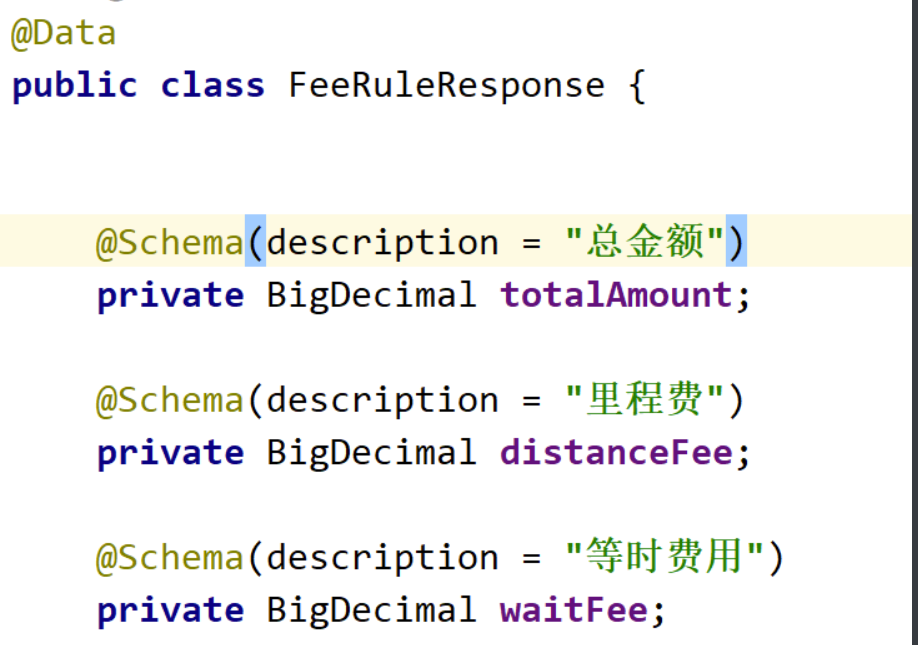 @Data
public class FeeRuleResponse {
@Schema(description = "总金额")
private BigDecimal totalAmount;
@Schema(description = "里程费")
private BigDecimal distanceFee;
@Schema(description = "等时费用")
private BigDecimal waitFee;